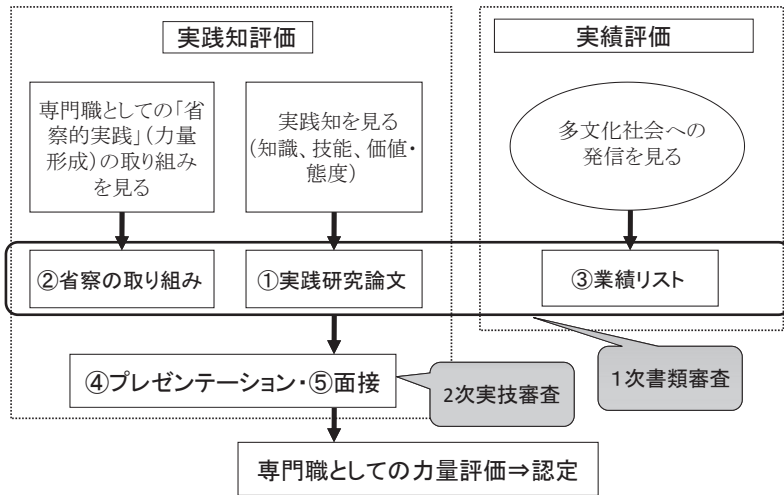 実践知評価
実績評価
専門職としての「省
察的実践」（力量
形成）の取り組み
を見る
実践知を見る
（知識、技能、価値・
態度）
多文化社会への
発信を見る
②省察の取り組み
①実践研究論文
③業績リスト
④プレゼンテーション・⑤面接
2次実技審査
１次書類審査
専門職としての力量評価⇒認定